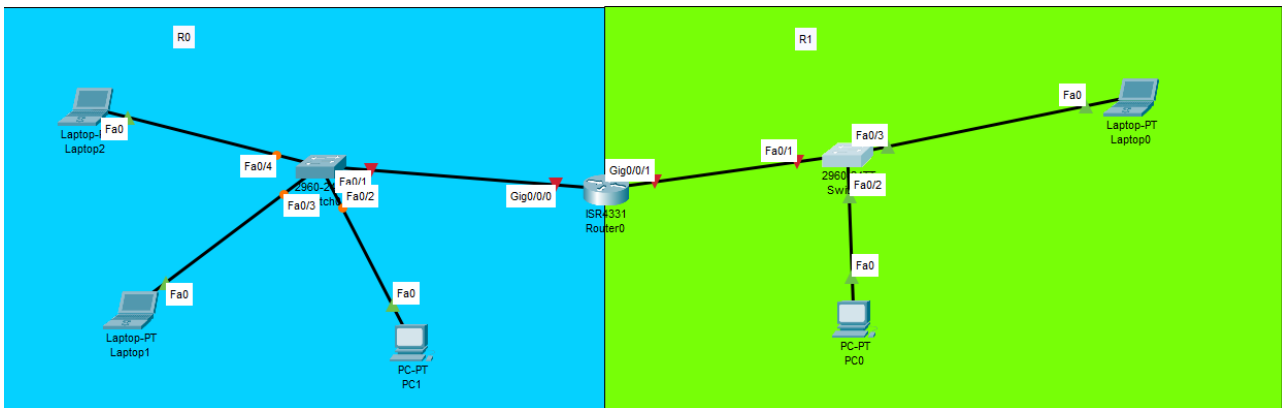 R0
R1
Fa0
Laptop-PT
Laptop0
Fa0
Laptop2
Fa0/4
Fa0/1
Fa0/2
Fa0/3
Gig0/0/0
Gig0/0/1
ISR4331
Router0
Fa0/1
Fa0/3
Fa0/2
Fa0
Laptop-PT
Laptop1
Fa0
PC-PT
PC1
Fa0
PC-PT
PC0